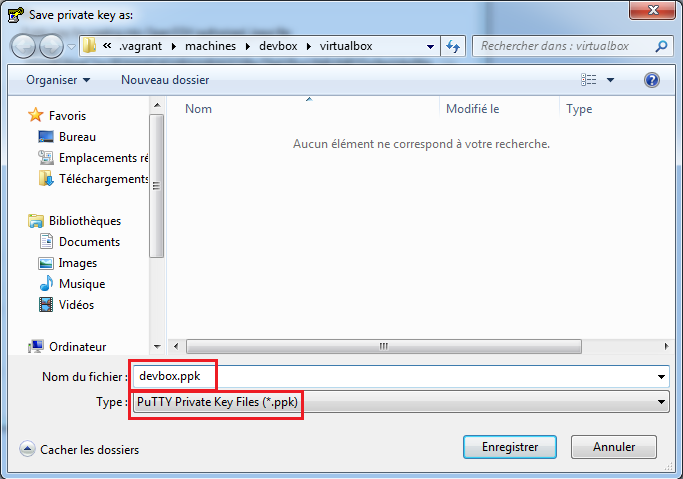 Save private key as:
« .vagrant ▸ machines ▸ devbox ▸ virtualbox
Rechercher dans : virtualbox
Organiser
Nouveau dossier
Favoris
Bureau
Emplacements ré
Téléchargements
Bibliothèques
Documents
Images
Musique
Vidéos
Ordinateur
Nom Modifié le Type
Aucun élément ne correspond à votre recherche.
Nom du fichier : devbox.ppk
Type : PuTTY Private Key Files (*.ppk)
Cacher les dossiers
Enregistrer
Annuler